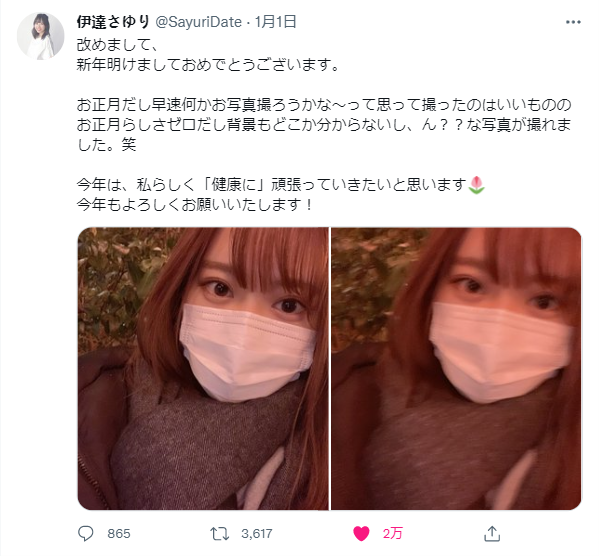 伊達さゆり @SayuriDate · 1月1日
改めまして、
新年明けましておめでとうございます。
お正月だし早速何かお写真撮ろうかな～って思って撮ったのはいいものの
お正月らしさゼロだし背景もどこか分からないし、ん？？な写真が撮れま
した。笑
今年は、私らしく「健康に」頑張っていきたいと思います🌷
今年もよろしくお願いいたします！
865 3,617 2万